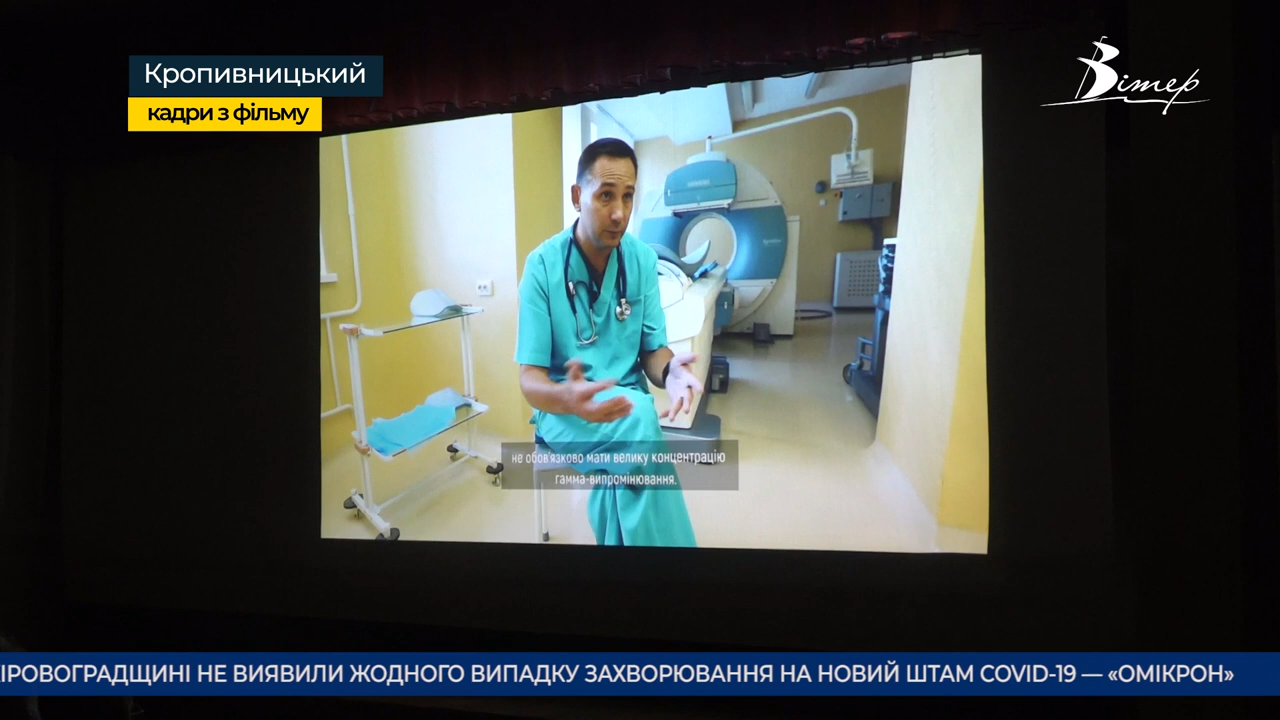 Кропивницький
кадри з фільму
Вітер
SIEMENS
не обов'язково мати велику концентрацію
гамма-випромінювання.
ІРОВОГРАДЩИНІ НЕ ВИЯВИЛИ ЖОДНОГО ВИПАДКУ ЗАХВОРЮВАННЯ НА НОВИЙ ШТАМ COVID-19 — «ОМІКРОН»